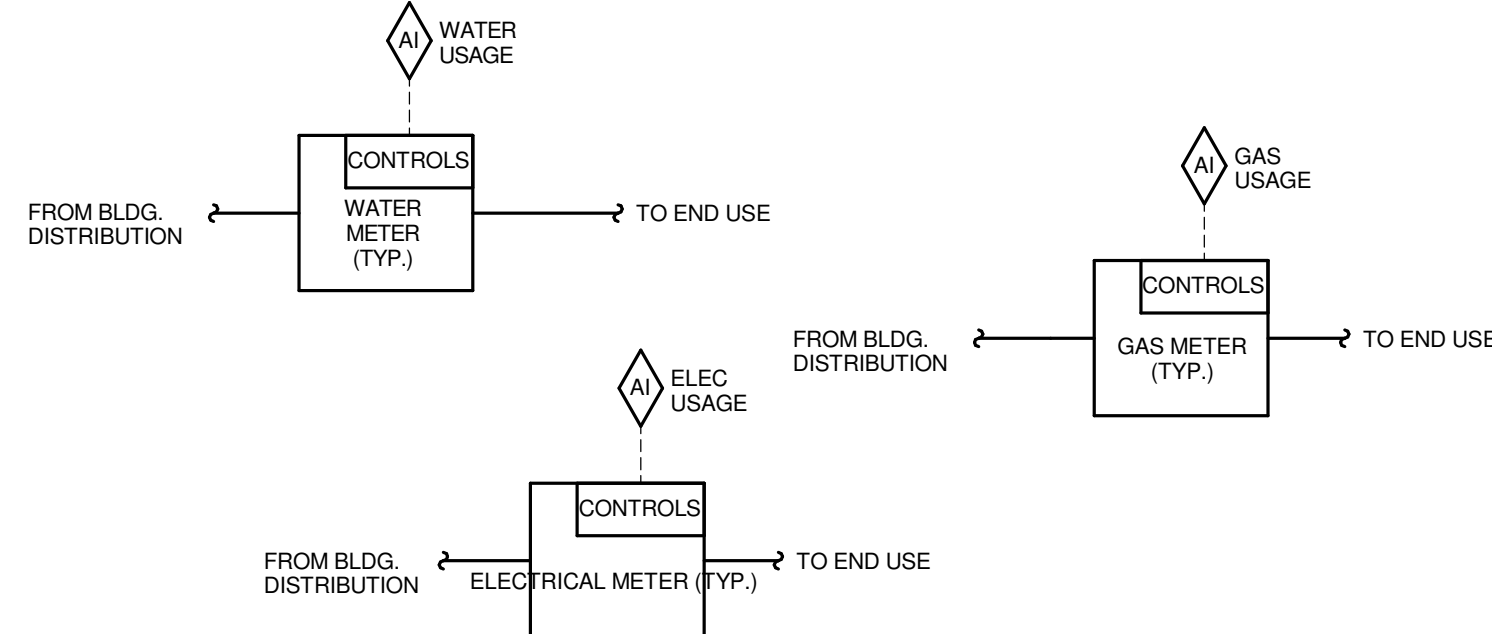 AI
WATER
USAGE
CONTROLS
WATER
METER
(TYP.)
FROM BLDG.
DISTRIBUTION
TO END USE
AI
GAS
USAGE
CONTROLS
GAS METER
(TYP.)
FROM BLDG.
DISTRIBUTION
TO END USE
AI
ELEC
USAGE
CONTROLS
FROM BLDG.
DISTRIBUTION
ELECTRICAL METER (TYP.)
TO END USE